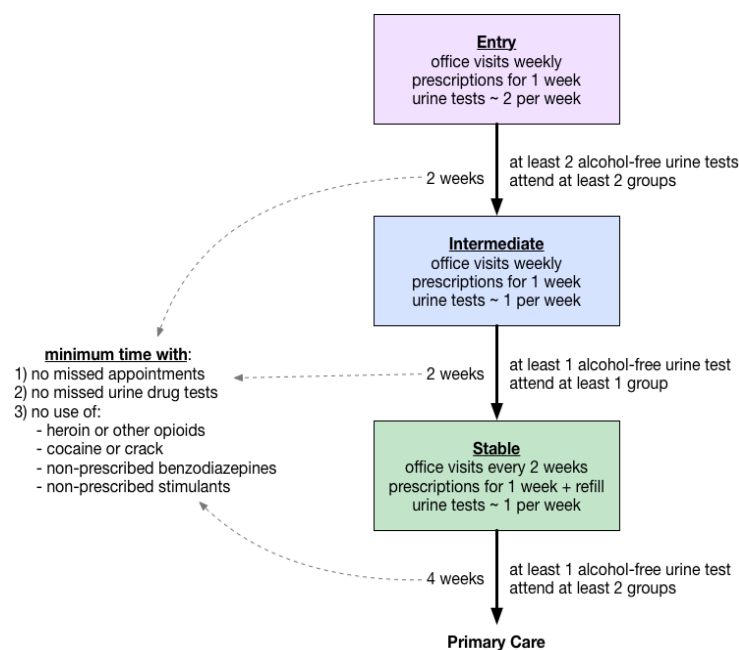 Entry
office visits weekly
prescriptions for 1 week
urine tests ~ 2 per week
2 weeks
at least 2 alcohol-free urine tests
attend at least 2 groups
Intermediate
office visits weekly
prescriptions for 1 week
urine tests ~ 1 per week
minimum time with:
1) no missed appointments
2) no missed urine drug tests
3) no use of:
- heroin or other opioids
- cocaine or crack
- non-prescribed benzodiazepines
- non-prescribed stimulants
2 weeks
at least 1 alcohol-free urine test
attend at least 1 group
Stable
office visits every 2 weeks
prescriptions for 1 week + refill
urine tests ~ 1 per week
4 weeks
at least 1 alcohol-free urine test
attend at least 2 groups
Primary Care